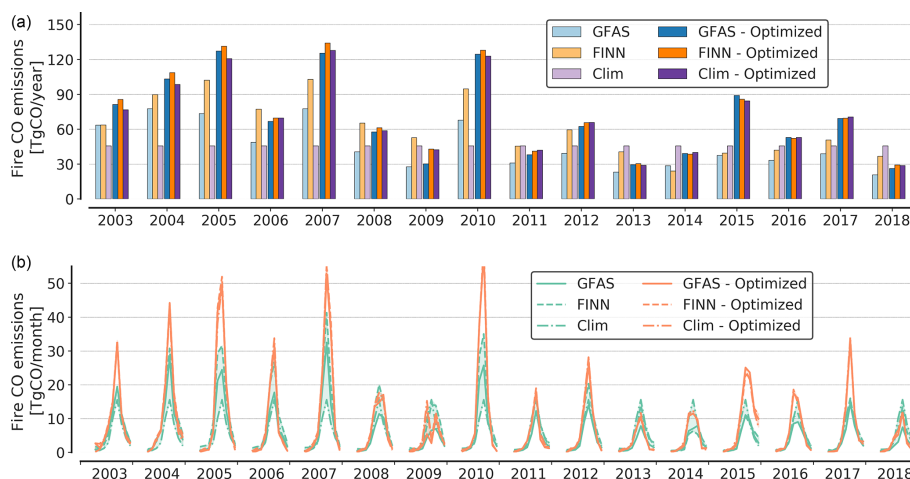 (a)
Fire CO emissions
[TgCO/year]
150
120
90
60
30
0
GFAS GFAS - Optimized
FINN FINN - Optimized
Clim Clim - Optimized
2003 2004 2005 2006 2007 2008 2009 2010 2011 2012 2013 2014 2015 2016 2017 2018
(b)
Fire CO emissions
[TgCO/month]
50
40
30
20
10
0
GFAS GFAS - Optimized
FINN FINN - Optimized
Clim Clim - Optimized
2003 2004 2005 2006 2007 2008 2009 2010 2011 2012 2013 2014 2015 2016 2017 2018